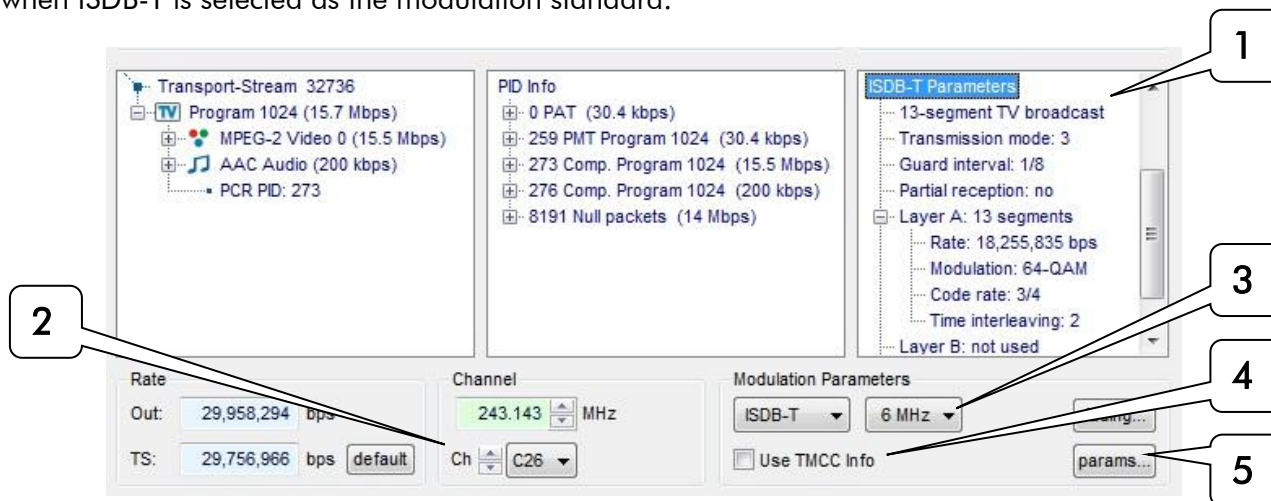 when ISDB-T is selected as the modulation standard.
1
Transport-Stream 32736
TV Program 1024 (15.7 Mbps)
MPEG-2 Video 0 (15.5 Mbps)
AAC Audio (200 kbps)
PCR PID: 273
PID Info
0 PAT (30.4 kbps)
259 PMT Program 1024 (30.4 kbps)
273 Comp. Program 1024 (15.5 Mbps)
276 Comp. Program 1024 (200 kbps)
8191 Null packets (14 Mbps)
ISDB-T Parameters
13-segment TV broadcast
Transmission mode: 3
Guard interval: 1/8
Partial reception: no
Layer A: 13 segments
Rate: 18,255,835 bps
Modulation: 64-QAM
Code rate: 3/4
Time interleaving: 2
Layer B: not used
2
3
4
5
Rate
Out: 29,958,294 bps
TS: 29,756,966 bps default
Channel
243.143 MHz
Ch C26
Modulation Parameters
ISDB-T 6 MHz
Use TMCC Info params...